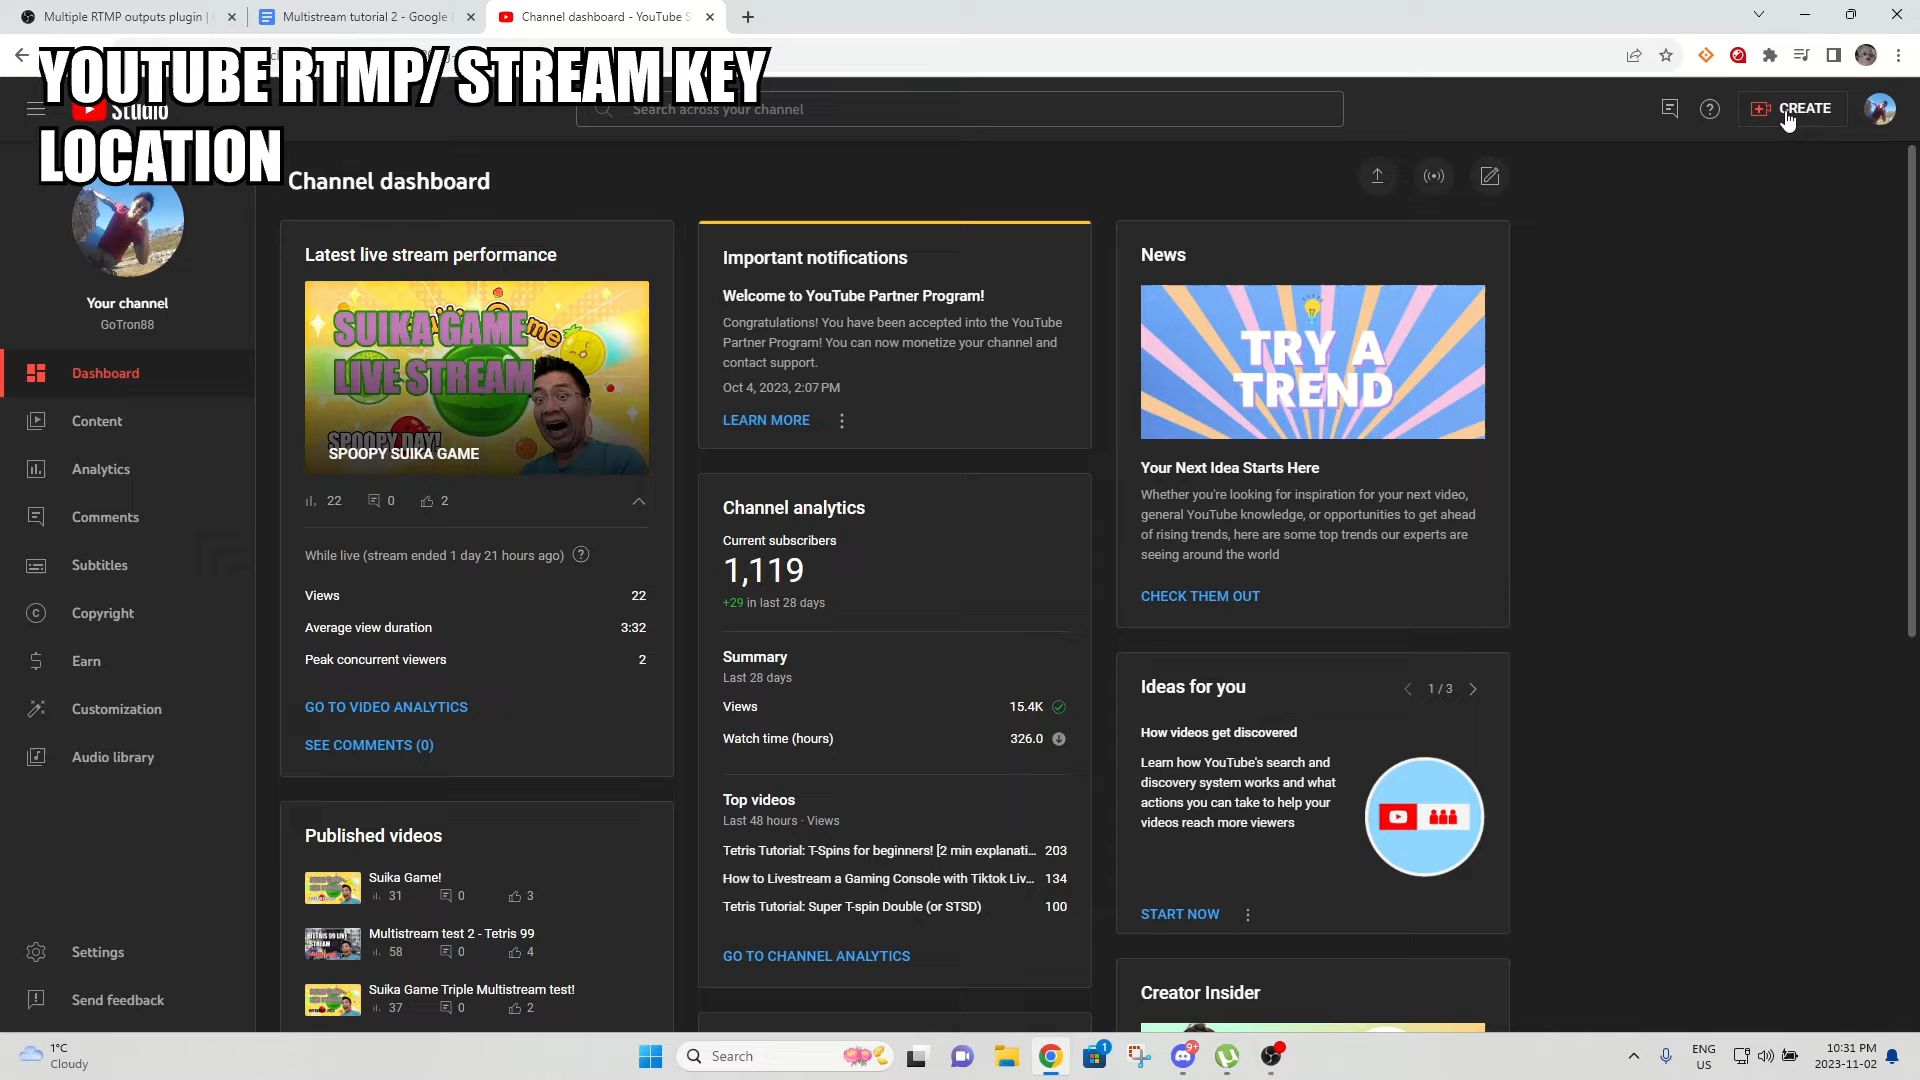 Multiple RTMP outputs plugin |
Multistream tutorial 2 - Google
Channel dashboard - YouTube S
YOUTUBE RTMP/ STREAM KEY
LOCATION
Studio
Search across your channel
CREATE
Channel dashboard
Your channel
GoTron88
Dashboard
Content
Analytics
Comments
Subtitles
Copyright
Earn
Customization
Audio library
Settings
Send feedback
Latest live stream performance
SUIKA GAME
LIVE STREAM
SPOOPY DAY!
SPOOPY SUIKA GAME
22 0 2
While live (stream ended 1 day 21 hours ago)
Views 22
Average view duration 3:32
Peak concurrent viewers 2
GO TO VIDEO ANALYTICS
SEE COMMENTS (0)
Published videos
Suika Game!
31 0 3
Multistream test 2 - Tetris 99
58 0 4
Suika Game Triple Multistream test!
37 0 2
Important notifications
Welcome to YouTube Partner Program!
Congratulations! You have been accepted into the YouTube
Partner Program! You can now monetize your channel and
contact support.
Oct 4, 2023, 2:07 PM
LEARN MORE
Channel analytics
Current subscribers
1,119
+29 in last 28 days
Summary
Last 28 days
Views 15.4K
Watch time (hours) 326.0
Top videos
Last 48 hours · Views
Tetris Tutorial: T-Spins for beginners! [2 min explanati... 203
How to Livestream a Gaming Console with Tiktok Liv... 134
Tetris Tutorial: Super T-spin Double (or STSD) 100
GO TO CHANNEL ANALYTICS
News
TRY A
TREND
Your Next Idea Starts Here
Whether you're looking for inspiration for your next video,
general YouTube knowledge, or opportunities to get ahead
of rising trends, here are some top trends our experts are
seeing around the world
CHECK THEM OUT
Ideas for you
1 / 3
How videos get discovered
Learn how YouTube's search and
discovery system works and what
actions you can take to help your
videos reach more viewers
START NOW
Creator Insider
1°C
Cloudy
Search
1
9+
ENG
US
10:31 PM
2023-11-02